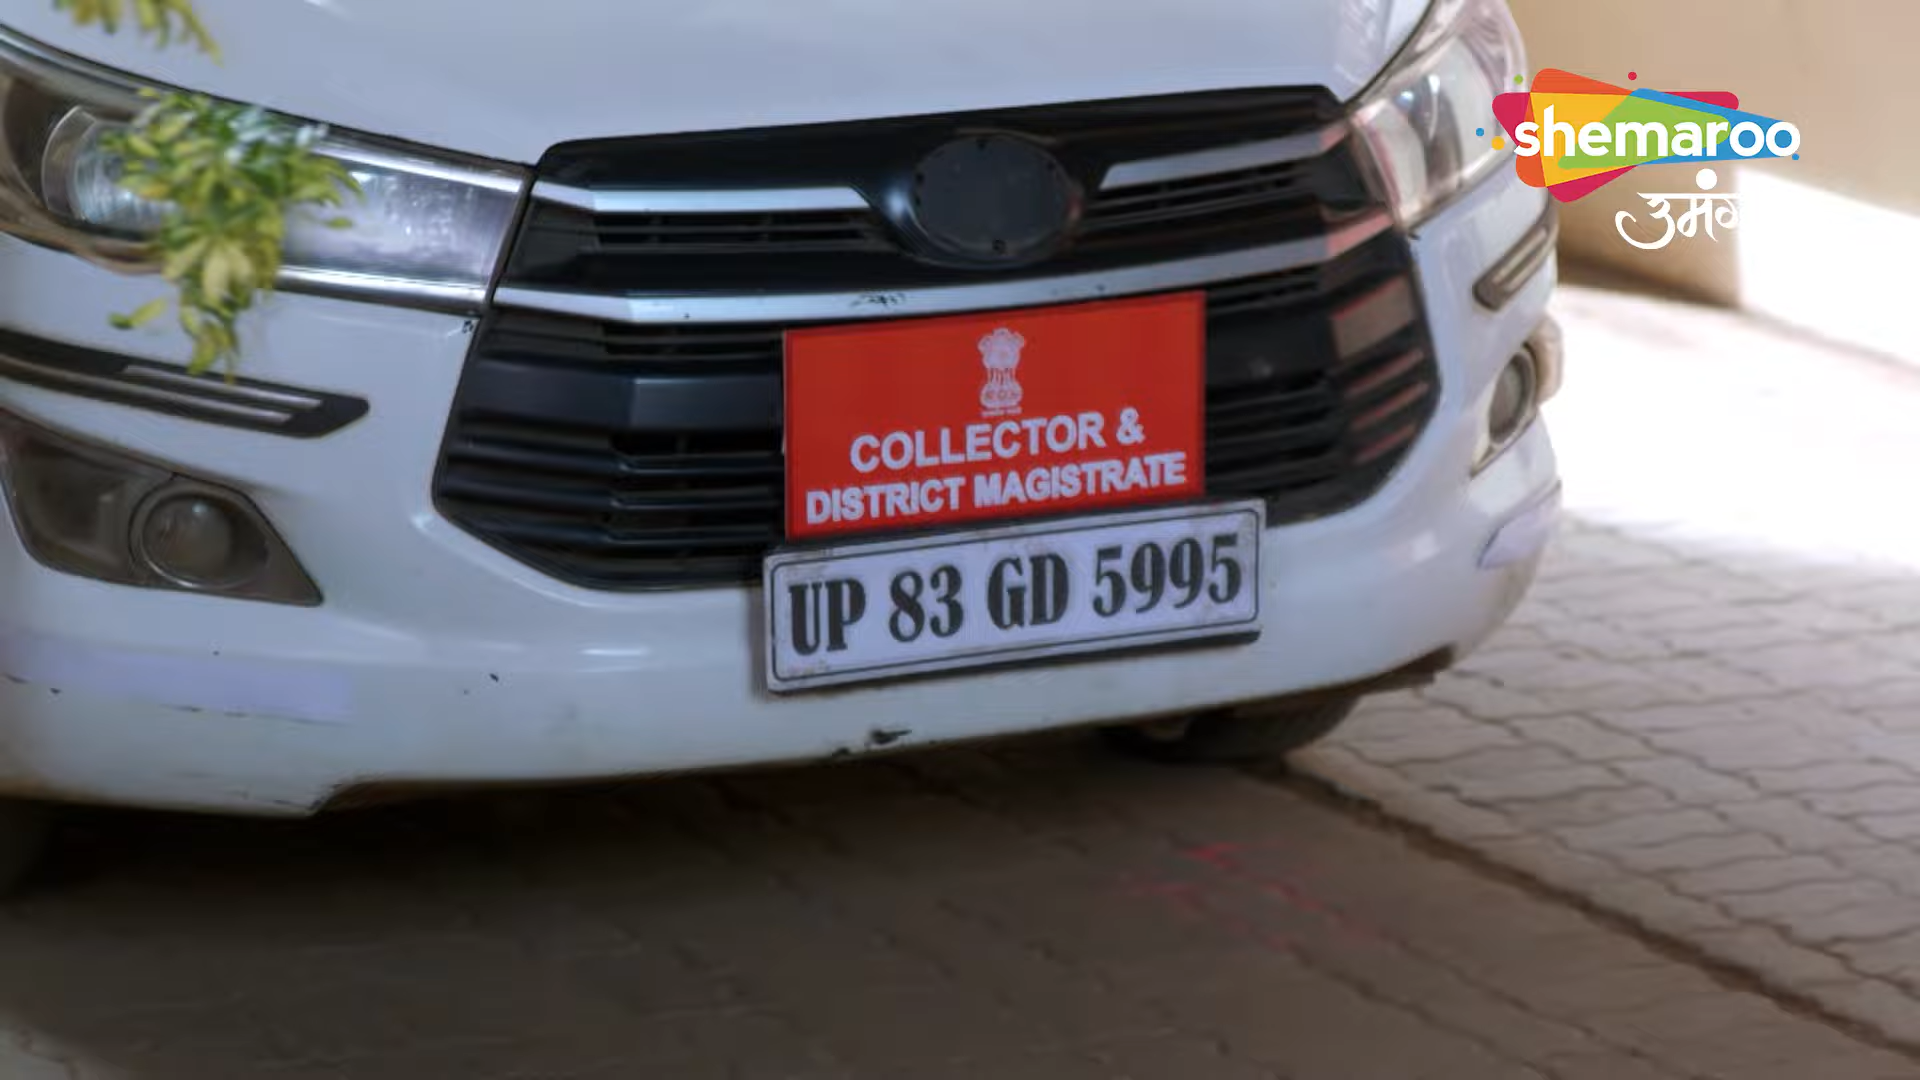 shemaroo
उमंग
COLLECTOR &
DISTRICT MAGISTRATE
UP 83 GD 5995